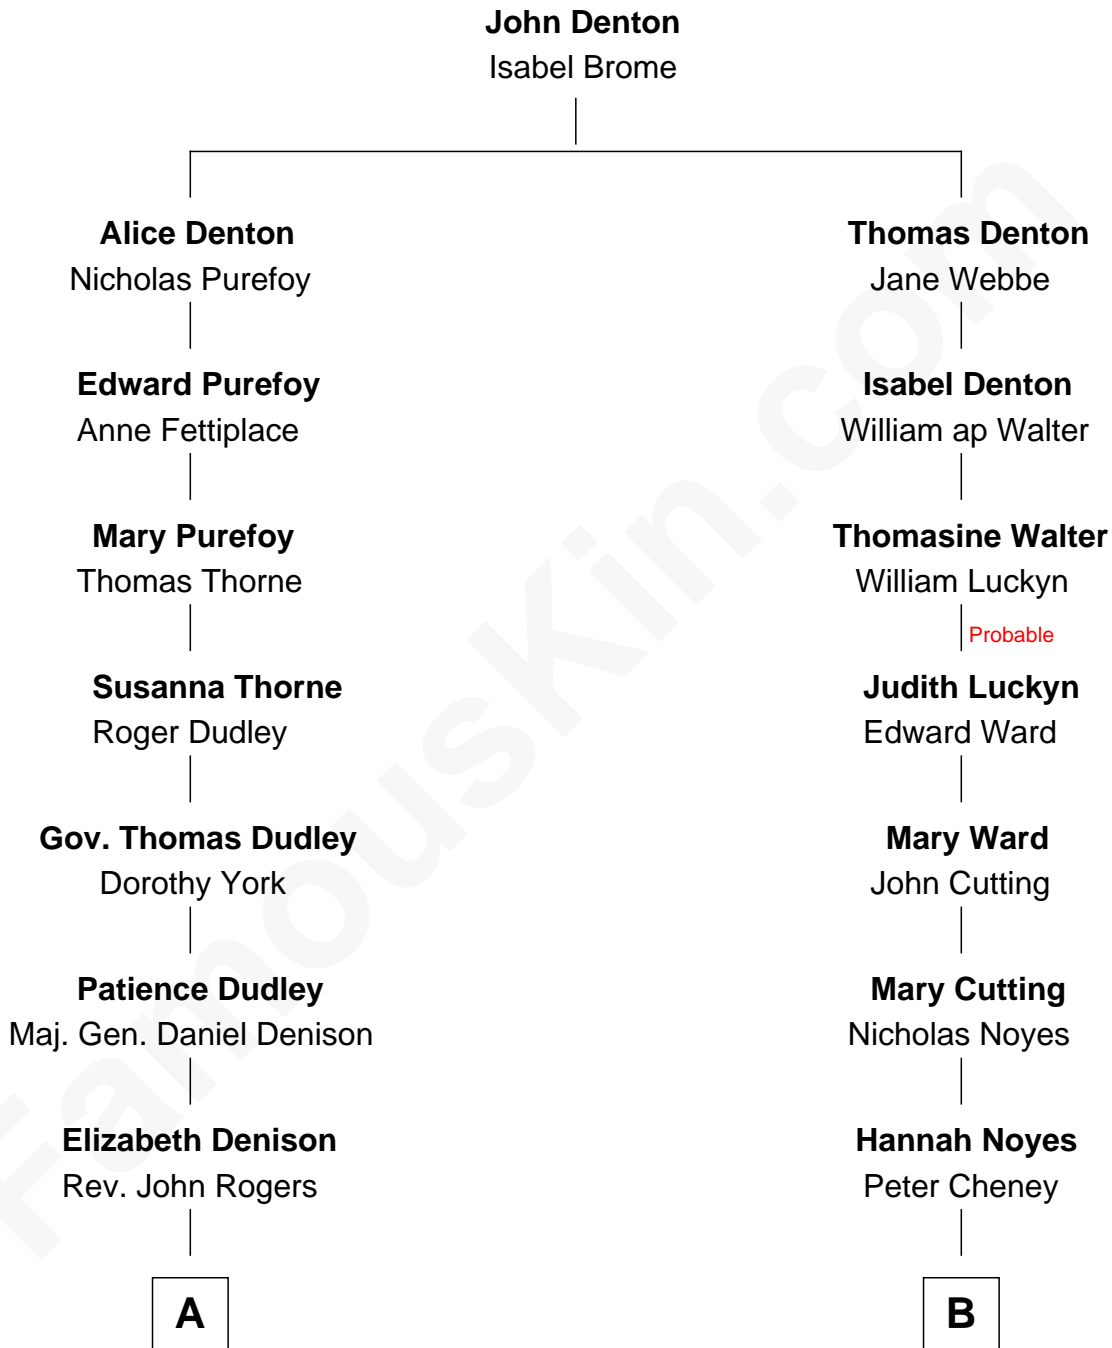 John Denton
Isabel Brome
Alice Denton
Nicholas Purefoy
Thomas Denton
Jane Webbe
Edward Purefoy
Anne Fettiplace
Isabel Denton
William ap Walter
Mary Purefoy
Thomas Thorne
Thomasine Walter
William Luckyn
Probable
Susanna Thorne
Roger Dudley
Judith Luckyn
Edward Ward
Gov. Thomas Dudley
Dorothy York
Mary Ward
John Cutting
Patience Dudley
Maj. Gen. Daniel Denison
Mary Cutting
Nicholas Noyes
Elizabeth Denison
Rev. John Rogers
Hannah Noyes
Peter Cheney
A
B
FamousKin.com